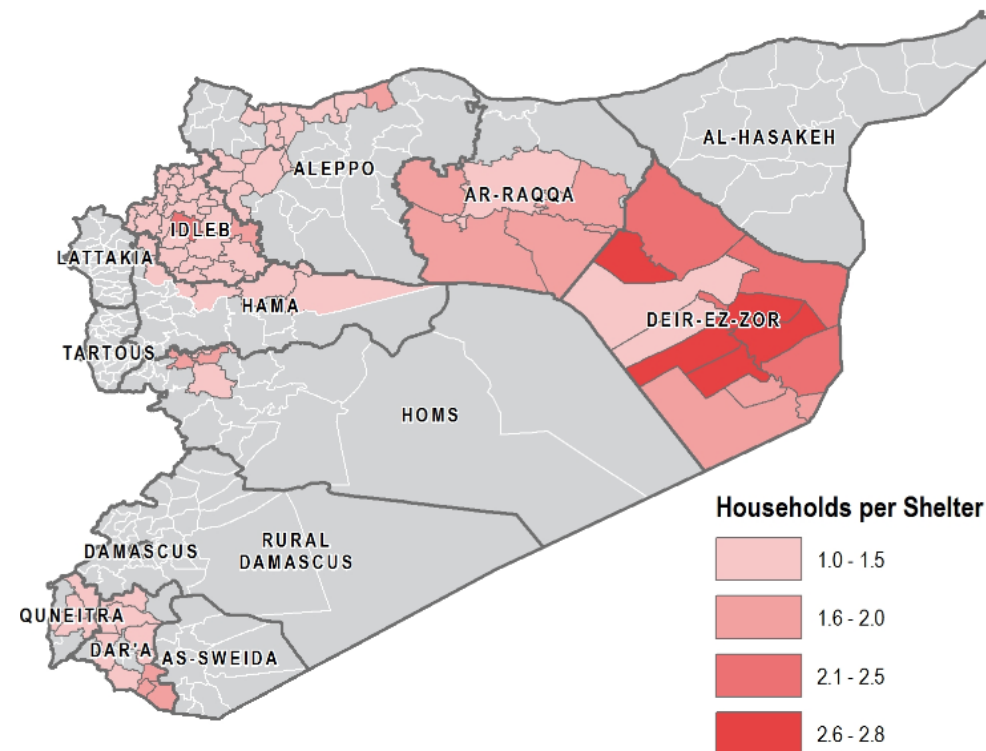 AL-HASAKEH
ALEPPO
AR-RAQQA
IDLEB
LATTAKIA
HAMA
DEIR-EZ-ZOR
TARTOUS
HOMS
Households per Shelter
1.0 - 1.5
1.6 - 2.0
2.1 - 2.5
2.6 - 2.8
DAMASCUS
RURAL
DAMASCUS
QUNEITRA
DAR'A
AS-SWEIDA